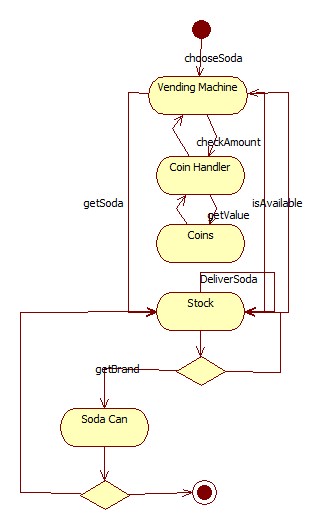 chooseSoda
Vending Machine
checkAmount
Coin Handler
getSoda
isAvailable
getValue
Coins
DeliverSoda
Stock
getBrand
Soda Can